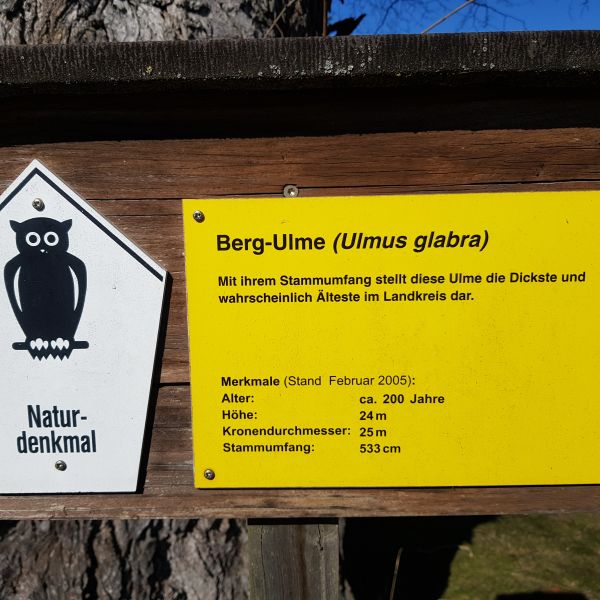 Berg-Ulme (Ulmus glabra)
Mit ihrem Stammumfang stellt diese Ulme die Dickste und
wahrscheinlich Älteste im Landkreis dar.
Merkmale (Stand Februar 2005):
Alter: ca. 200 Jahre
Höhe: 24 m
Kronendurchmesser: 25 m
Stammumfang: 533 cm
Natur-
denkmal